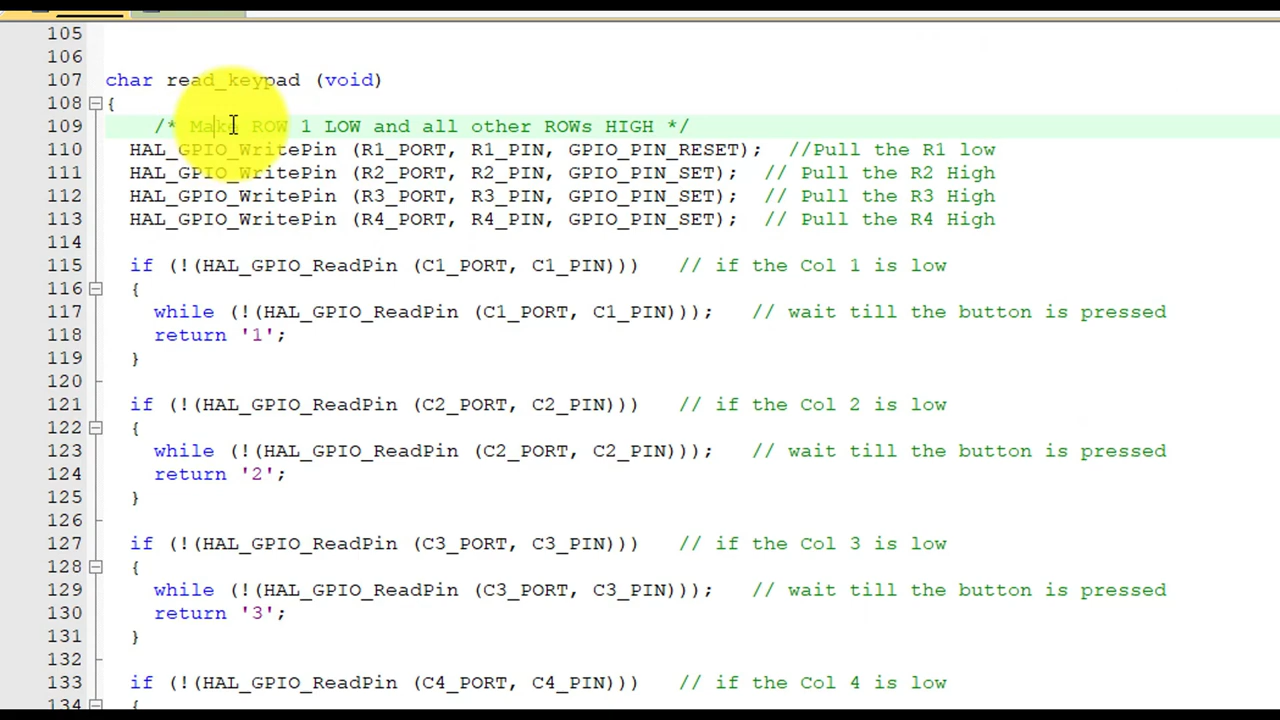 105
106
107 char read_keypad (void)
108 {
109 /* Make ROW 1 LOW and all other ROWs HIGH */
110 HAL_GPIO_WritePin (R1_PORT, R1_PIN, GPIO_PIN_RESET); //Pull the R1 low
111 HAL_GPIO_WritePin (R2_PORT, R2_PIN, GPIO_PIN_SET); // Pull the R2 High
112 HAL_GPIO_WritePin (R3_PORT, R3_PIN, GPIO_PIN_SET); // Pull the R3 High
113 HAL_GPIO_WritePin (R4_PORT, R4_PIN, GPIO_PIN_SET); // Pull the R4 High
114
115 if (!(HAL_GPIO_ReadPin (C1_PORT, C1_PIN))) // if the Col 1 is low
116 {
117 while (!(HAL_GPIO_ReadPin (C1_PORT, C1_PIN))); // wait till the button is pressed
118 return '1';
119 }
120
121 if (!(HAL_GPIO_ReadPin (C2_PORT, C2_PIN))) // if the Col 2 is low
122 {
123 while (!(HAL_GPIO_ReadPin (C2_PORT, C2_PIN))); // wait till the button is pressed
124 return '2';
125 }
126
127 if (!(HAL_GPIO_ReadPin (C3_PORT, C3_PIN))) // if the Col 3 is low
128 {
129 while (!(HAL_GPIO_ReadPin (C3_PORT, C3_PIN))); // wait till the button is pressed
130 return '3';
131 }
132
133 if (!(HAL_GPIO_ReadPin (C4_PORT, C4_PIN))) // if the Col 4 is low
134 {